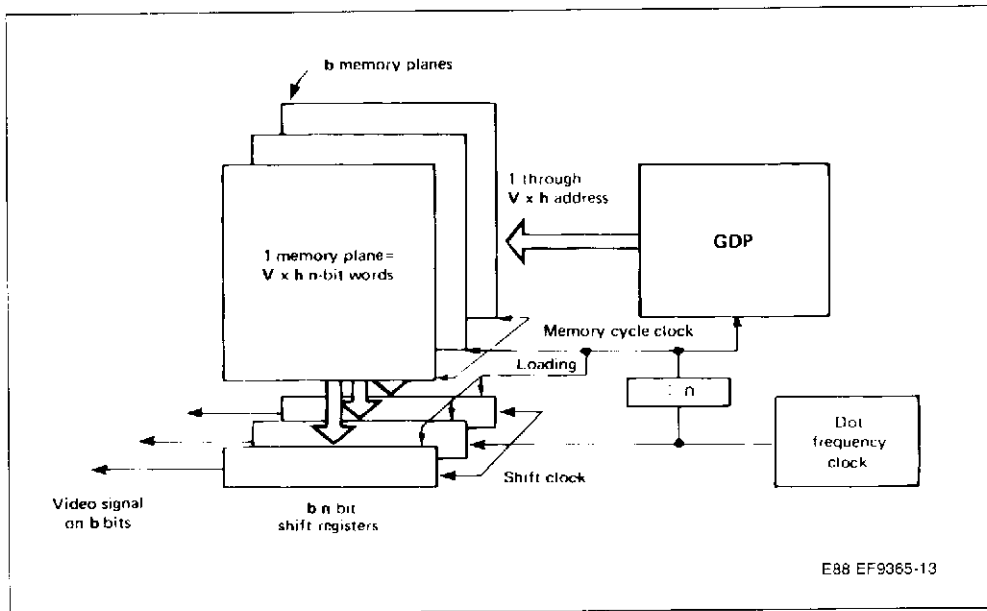 b memory planes
1 through
V x h address
GDP
1 memory plane=
V x h n-bit words
Memory cycle clock
Loading
: n
Dot
frequency
clock
Shift clock
Video signal
on b bits
b n bit
shift registers
E88 EF9365-13